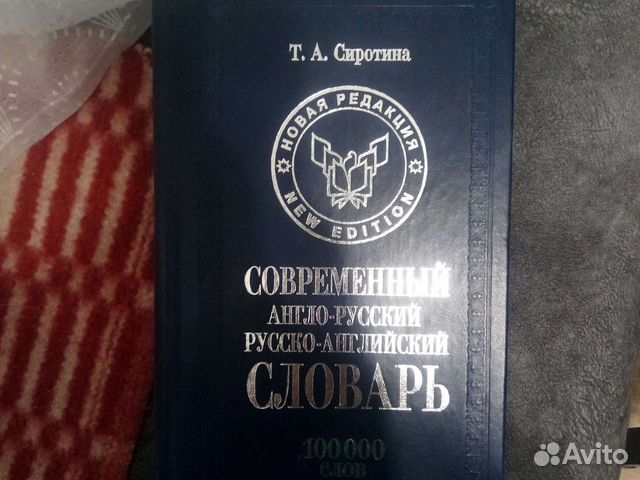 Т. А. Сиротина
НОВАЯ РЕДАКЦИЯ
NEW EDITION
СОВРЕМЕННЫЙ
АНГЛО-РУССКИЙ
РУССКО-АНГЛИЙСКИЙ
СЛОВАРЬ
100 000
СЛОВ
Avito